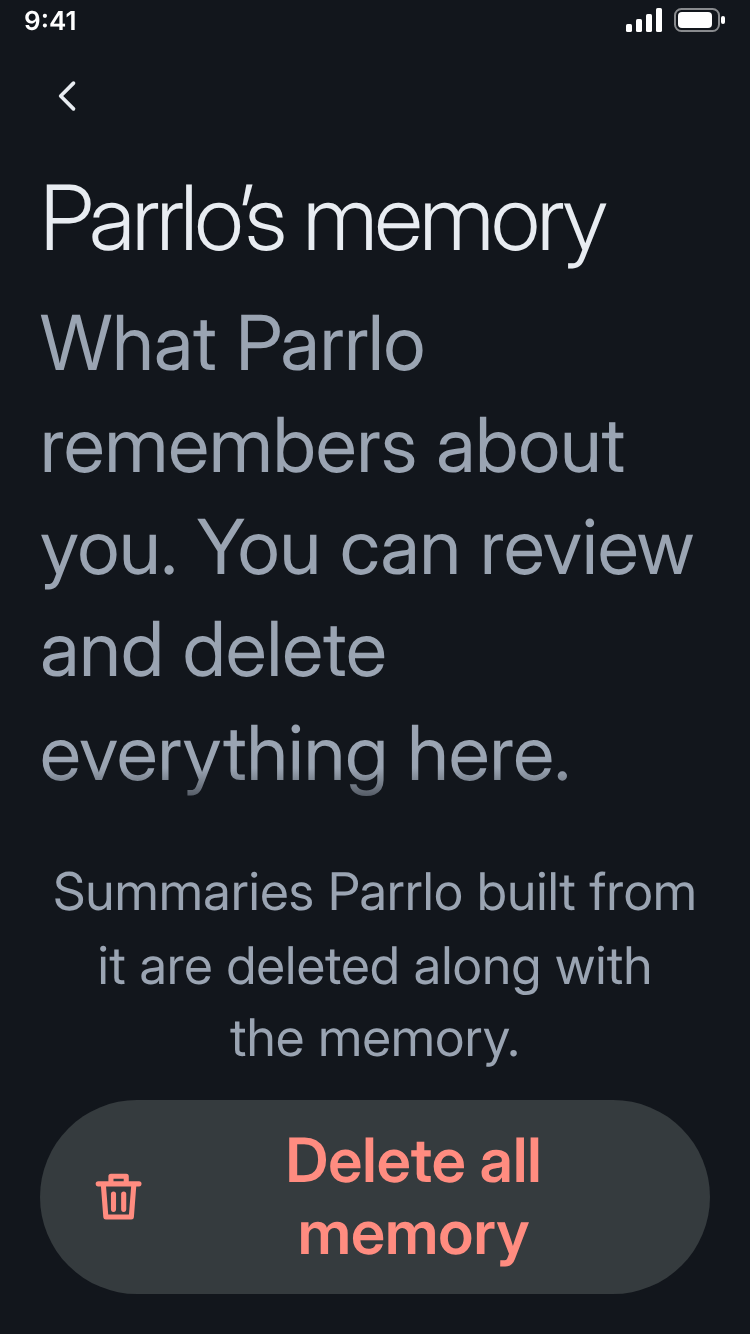 9:41
Parrlo’s memory
What Parrlo
remembers about
you. You can review
and delete
everything here.
Summaries Parrlo built from
it are deleted along with
the memory.
Delete all
memory